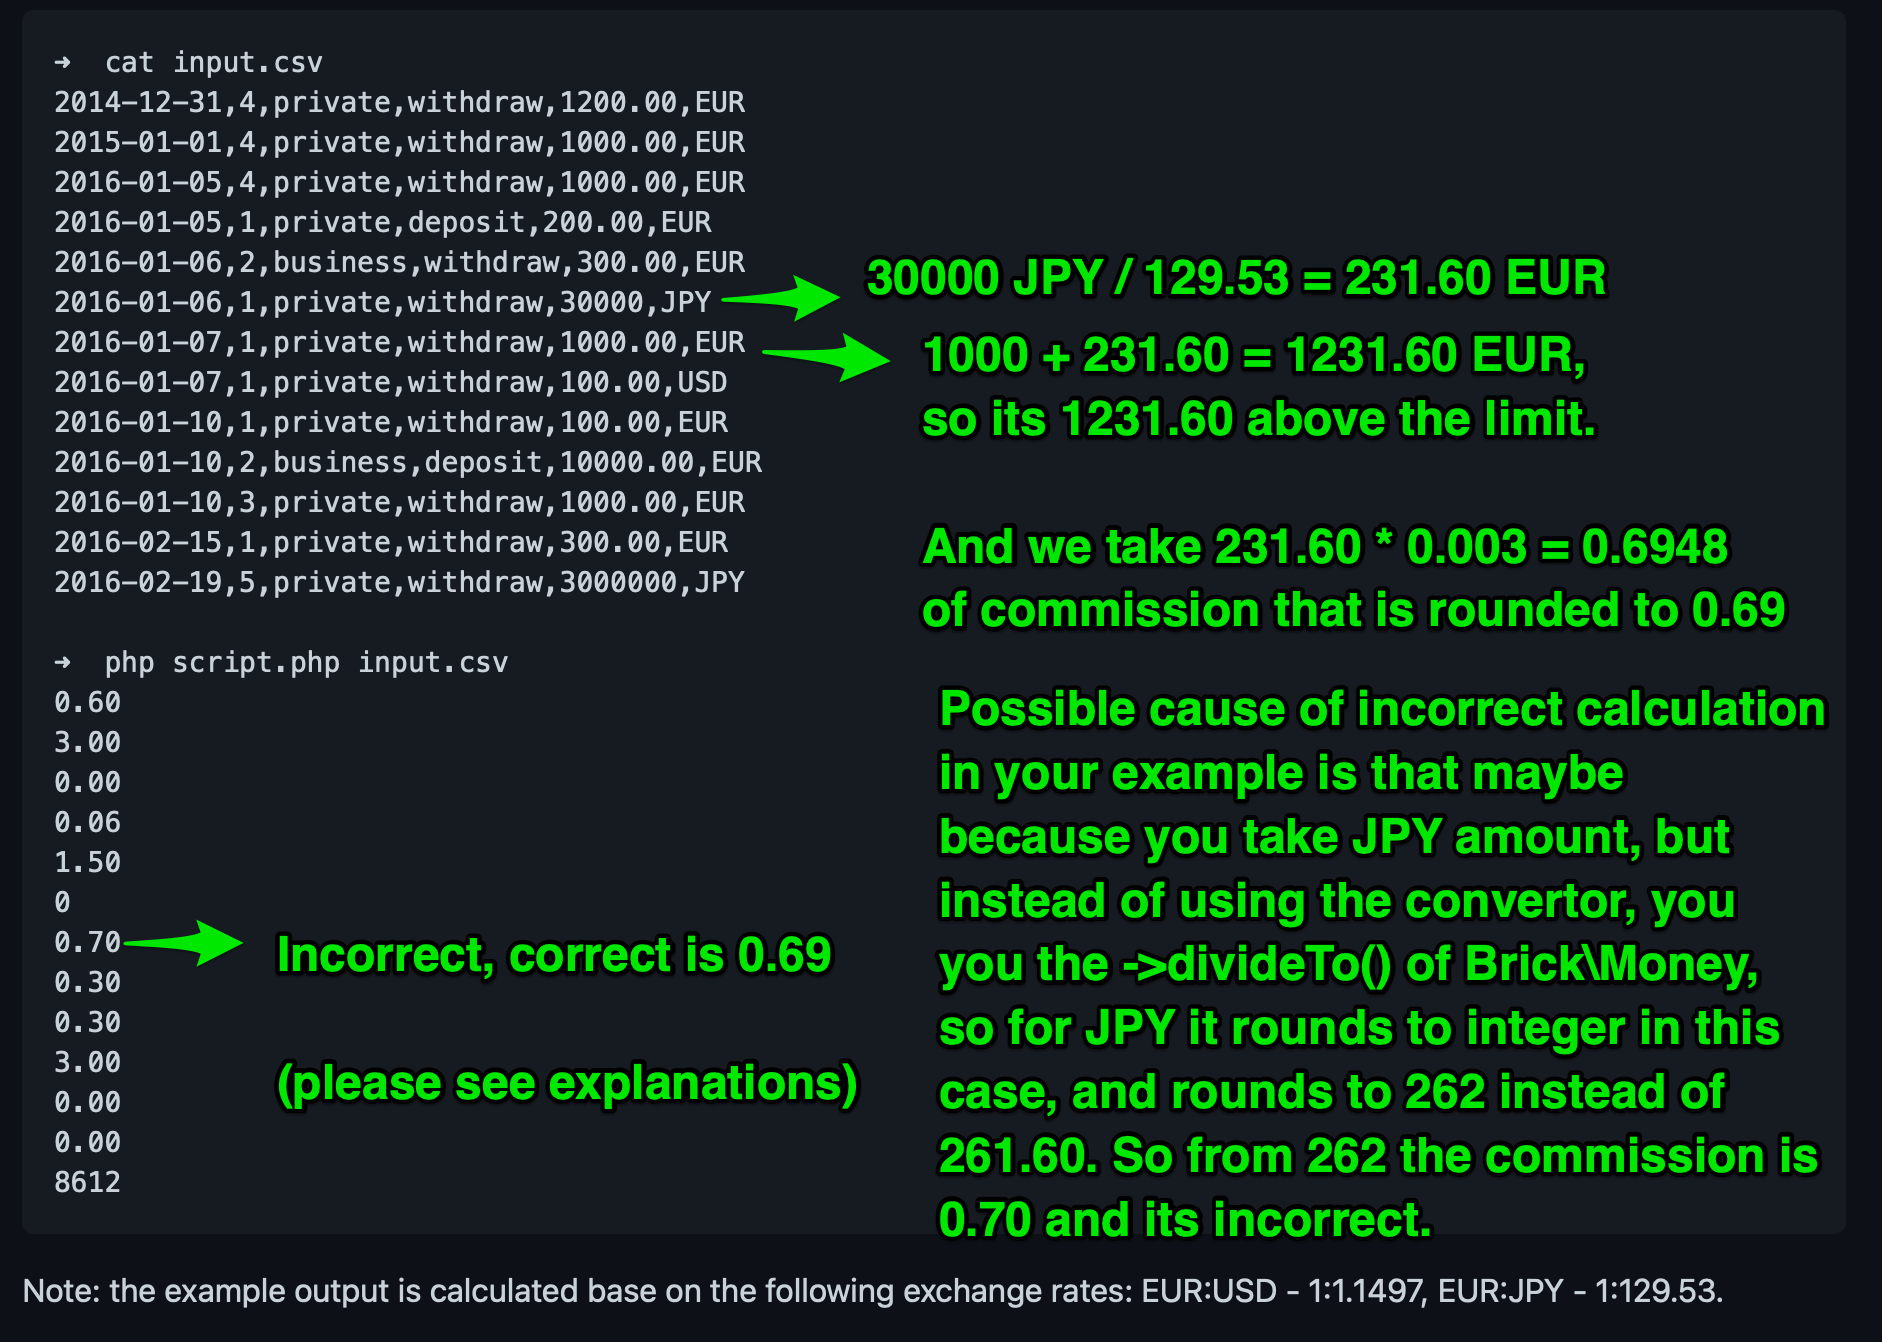 ➜  cat input.csv
2014-12-31,4,private,withdraw,1200.00,EUR
2015-01-01,4,private,withdraw,1000.00,EUR
2016-01-05,4,private,withdraw,1000.00,EUR
2016-01-05,1,private,deposit,200.00,EUR
2016-01-06,2,business,withdraw,300.00,EUR
2016-01-06,1,private,withdraw,30000,JPY
30000 JPY / 129.53 = 231.60 EUR
2016-01-07,1,private,withdraw,1000.00,EUR
1000 + 231.60 = 1231.60 EUR,
so its 1231.60 above the limit.
2016-01-07,1,private,withdraw,100.00,USD
2016-01-10,1,private,withdraw,100.00,EUR
2016-01-10,2,business,deposit,10000.00,EUR
2016-01-10,3,private,withdraw,1000.00,EUR
2016-02-15,1,private,withdraw,300.00,EUR
2016-02-19,5,private,withdraw,3000000,JPY
And we take 231.60 * 0.003 = 0.6948
of commission that is rounded to 0.69
➜  php script.php input.csv
0.60
3.00
0.00
0.06
1.50
0
0.70
Incorrect, correct is 0.69
(please see explanations)
0.30
0.30
3.00
0.00
0.00
8612
Possible cause of incorrect calculation
in your example is that maybe
because you take JPY amount, but
instead of using the convertor, you
you the ->divideTo() of Brick\Money,
so for JPY it rounds to integer in this
case, and rounds to 262 instead of
261.60. So from 262 the commission is
0.70 and its incorrect.
Note: the example output is calculated base on the following exchange rates: EUR:USD - 1:1.1497, EUR:JPY - 1:129.53.